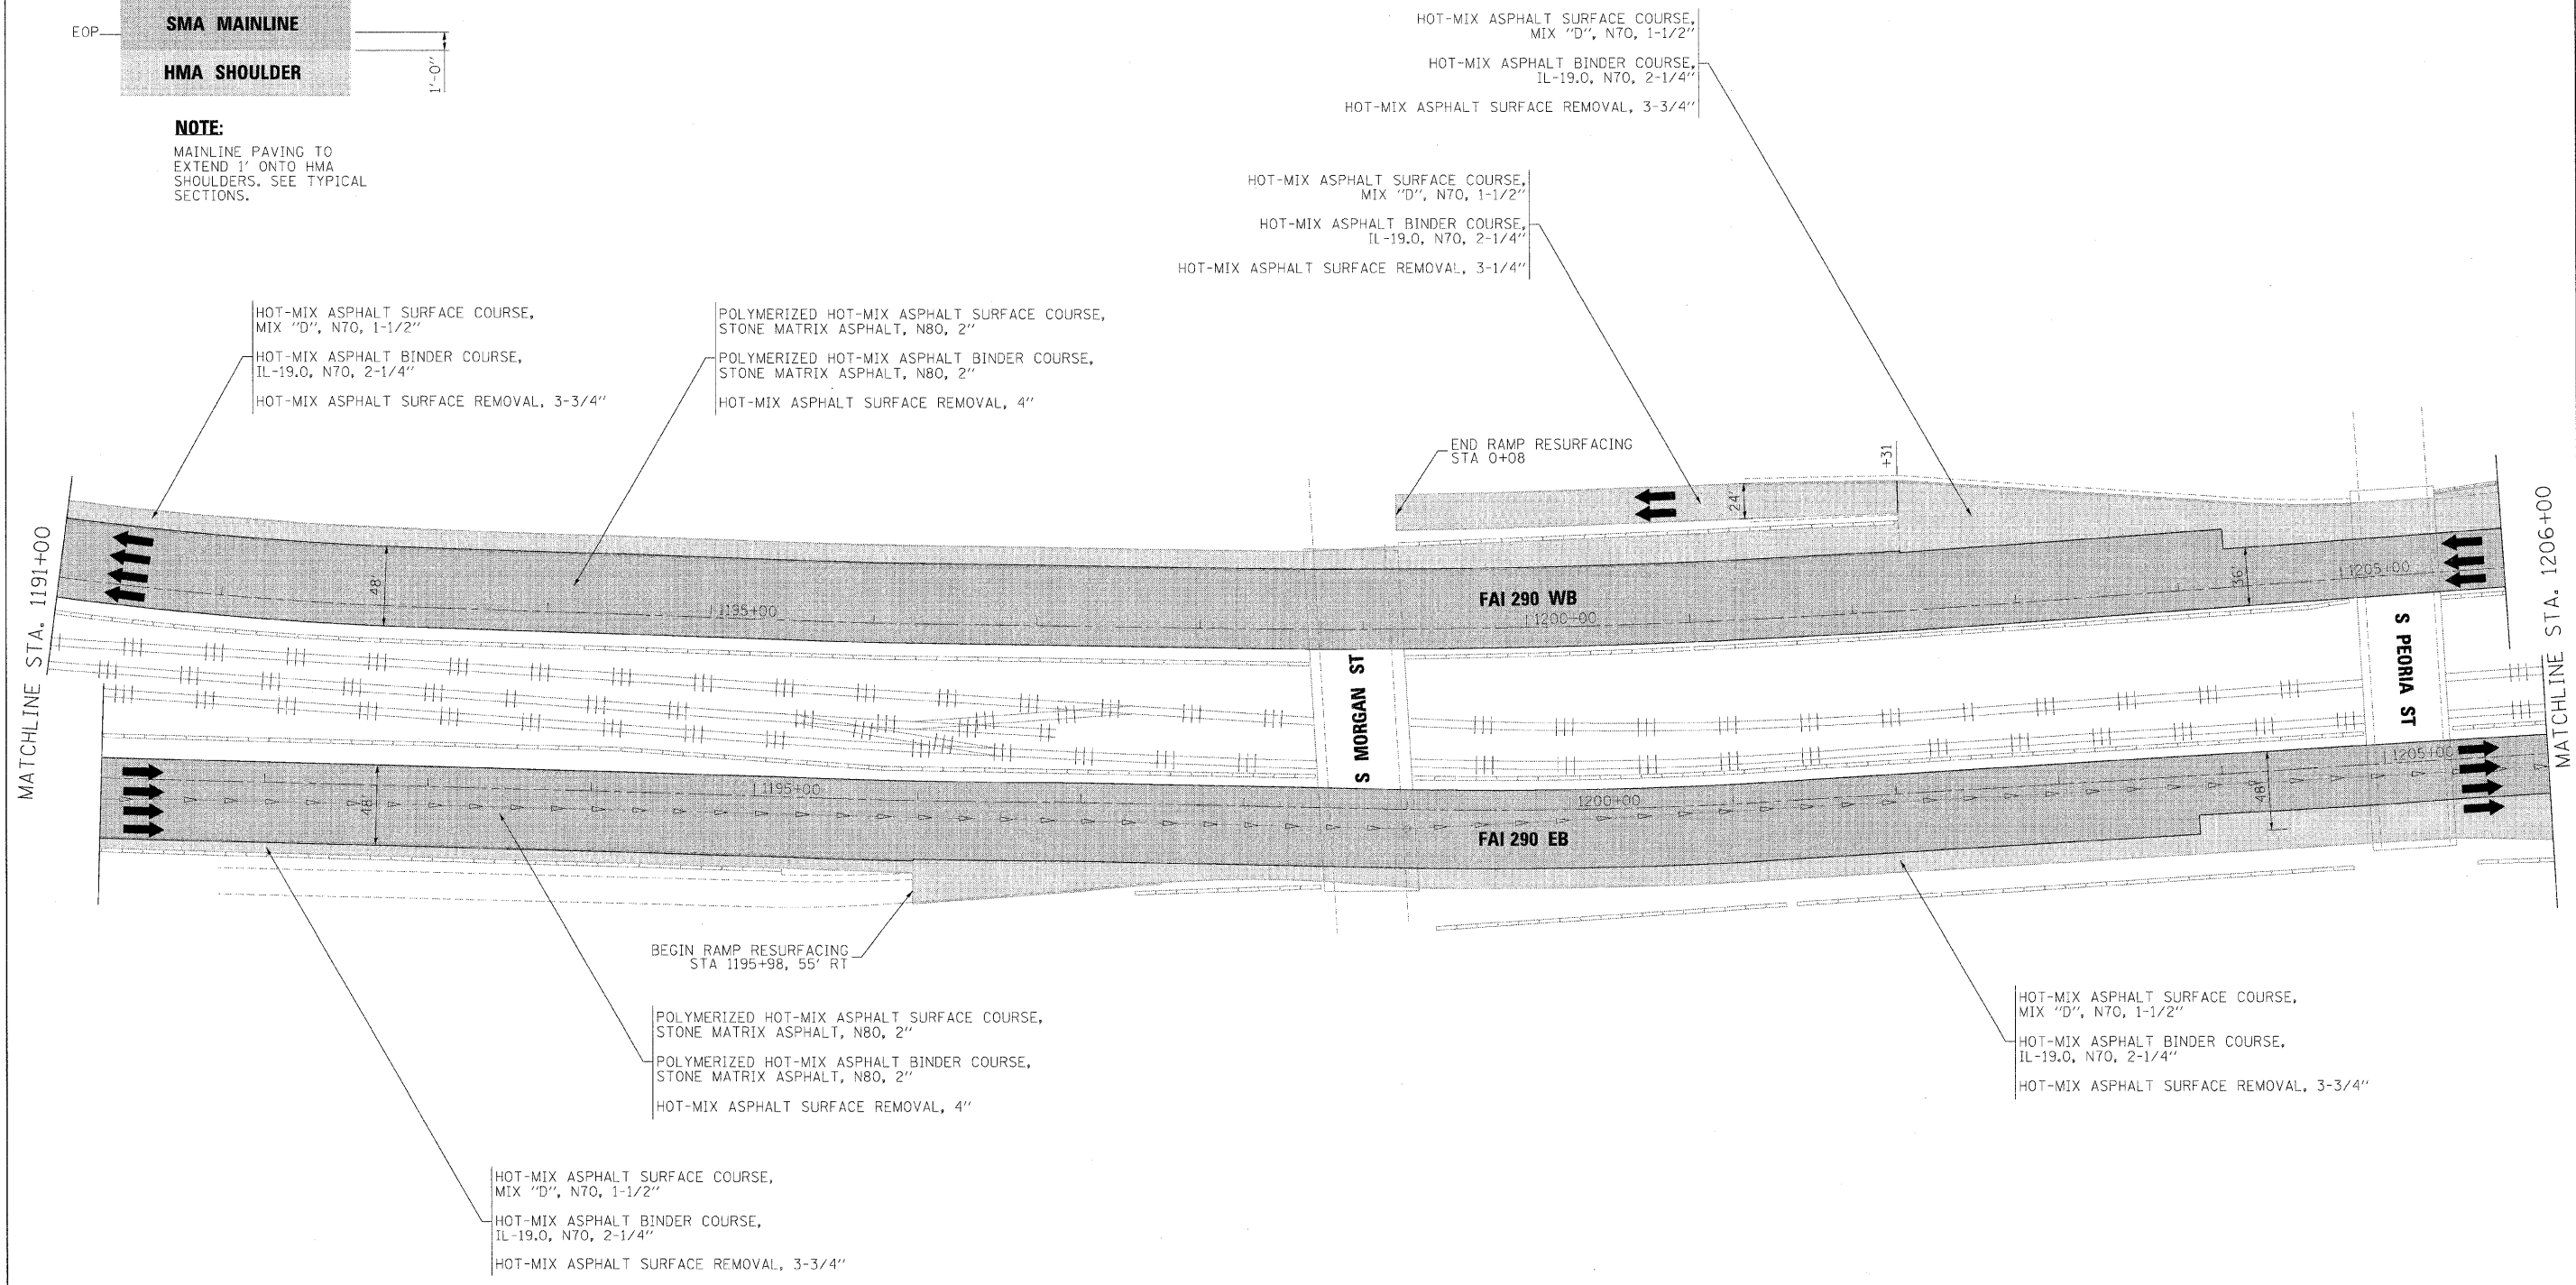 EOP
SMA MAINLINE
HMA SHOULDER
1'-0"
NOTE:
MAINLINE PAVING TO
EXTEND 1' ONTO HMA
SHOULDERS. SEE TYPICAL
SECTIONS.
HOT-MIX ASPHALT SURFACE COURSE,
MIX "D", N70, 1-1/2"
HOT-MIX ASPHALT BINDER COURSE,
IL-19.0, N70, 2-1/4"
HOT-MIX ASPHALT SURFACE REMOVAL, 3-3/4"
HOT-MIX ASPHALT SURFACE COURSE,
MIX "D", N70, 1-1/2"
HOT-MIX ASPHALT BINDER COURSE,
IL-19.0, N70, 2-1/4"
HOT-MIX ASPHALT SURFACE REMOVAL, 3-1/4"
HOT-MIX ASPHALT SURFACE COURSE,
MIX "D", N70, 1-1/2"
HOT-MIX ASPHALT BINDER COURSE,
IL-19.0, N70, 2-1/4"
HOT-MIX ASPHALT SURFACE REMOVAL, 3-3/4"
POLYMERIZED HOT-MIX ASPHALT SURFACE COURSE,
STONE MATRIX ASPHALT, N80, 2"
POLYMERIZED HOT-MIX ASPHALT BINDER COURSE,
STONE MATRIX ASPHALT, N80, 2"
HOT-MIX ASPHALT SURFACE REMOVAL, 4"
END RAMP RESURFACING
STA 0+08
+31
24'
MATCHLINE STA. 1191+00
48'
1195+00
FAI 290 WB
1200+00
36'
1205+00
MATCHLINE STA. 1206+00
S MORGAN ST
S PEORIA ST
48'
1195+00
1200+00
FAI 290 EB
48'
1205+00
BEGIN RAMP RESURFACING
STA 1195+98, 55' RT
POLYMERIZED HOT-MIX ASPHALT SURFACE COURSE,
STONE MATRIX ASPHALT, N80, 2"
POLYMERIZED HOT-MIX ASPHALT BINDER COURSE,
STONE MATRIX ASPHALT, N80, 2"
HOT-MIX ASPHALT SURFACE REMOVAL, 4"
HOT-MIX ASPHALT SURFACE COURSE,
MIX "D", N70, 1-1/2"
HOT-MIX ASPHALT BINDER COURSE,
IL-19.0, N70, 2-1/4"
HOT-MIX ASPHALT SURFACE REMOVAL, 3-3/4"
HOT-MIX ASPHALT SURFACE COURSE,
MIX "D", N70, 1-1/2"
HOT-MIX ASPHALT BINDER COURSE,
IL-19.0, N70, 2-1/4"
HOT-MIX ASPHALT SURFACE REMOVAL, 3-3/4"